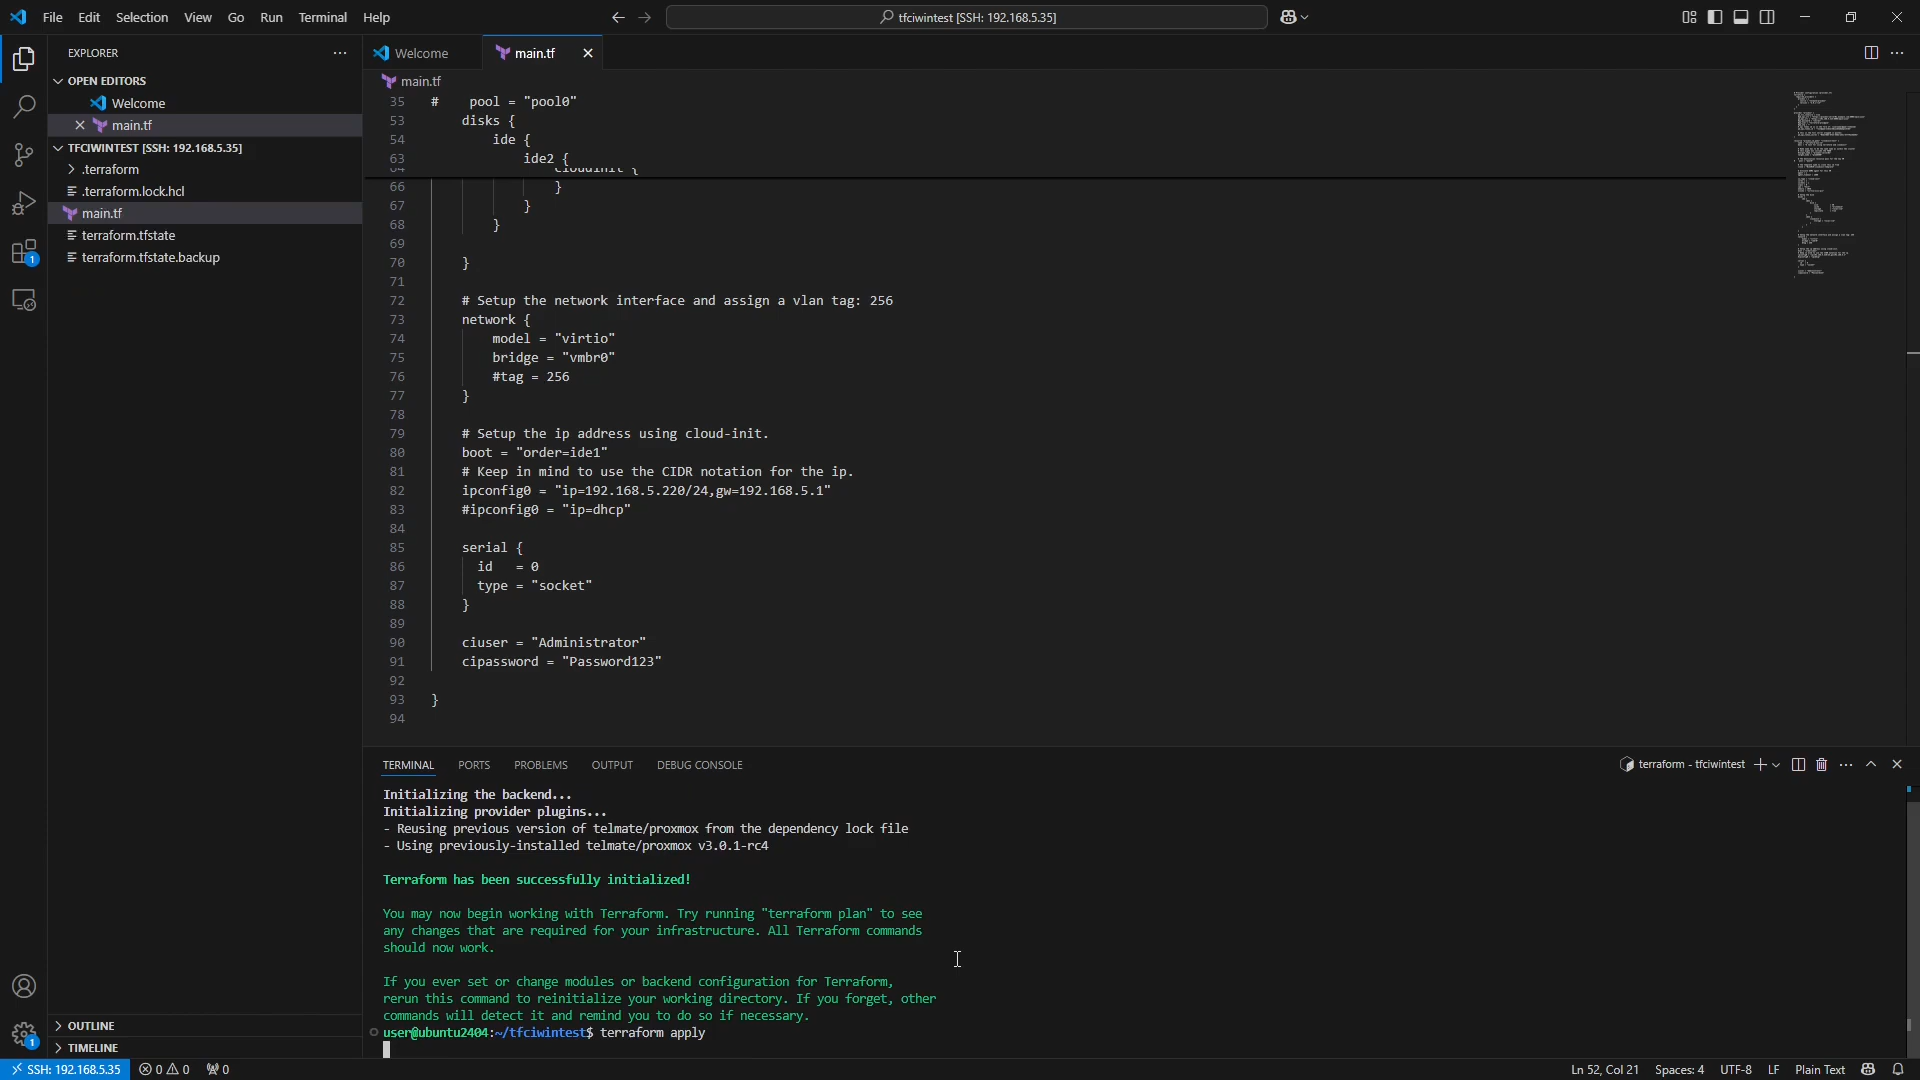 File Edit Selection View Go Run Terminal Help
tfciwintest [SSH: 192.168.5.35]
EXPLORER
OPEN EDITORS
Welcome
main.tf
TFCIWINTEST [SSH: 192.168.5.35]
.terraform
.terraform.lock.hcl
main.tf
terraform.tfstate
terraform.tfstate.backup
OUTLINE
TIMELINE
1
1
Welcome
main.tf
main.tf
35 #    pool = "pool0"
53 disks {
54 ide {
63 ide2 {
64 cloudinit {
66 }
67 }
68 }
69
70 }
71
72 # Setup the network interface and assign a vlan tag: 256
73 network {
74 model = "virtio"
75 bridge = "vmbr0"
76 #tag = 256
77 }
78
79 # Setup the ip address using cloud-init.
80 boot = "order=ide1"
81 # Keep in mind to use the CIDR notation for the ip.
82 ipconfig0 = "ip=192.168.5.220/24,gw=192.168.5.1"
83 #ipconfig0 = "ip=dhcp"
84
85 serial {
86 id   = 0
87 type = "socket"
88 }
89
90 ciuser = "Administrator"
91 cipassword = "Password123"
92
93 }
94
TERMINAL PORTS PROBLEMS OUTPUT DEBUG CONSOLE
terraform - tfciwintest
Initializing the backend...
Initializing provider plugins...
- Reusing previous version of telmate/proxmox from the dependency lock file
- Using previously-installed telmate/proxmox v3.0.1-rc4
Terraform has been successfully initialized!
You may now begin working with Terraform. Try running "terraform plan" to see
any changes that are required for your infrastructure. All Terraform commands
should now work.
If you ever set or change modules or backend configuration for Terraform,
rerun this command to reinitialize your working directory. If you forget, other
commands will detect it and remind you to do so if necessary.
user@ubuntu2404:~/tfciwintest$ terraform apply
SSH: 192.168.5.35 0 0 0
Ln 52, Col 21 Spaces: 4 UTF-8 LF Plain Text